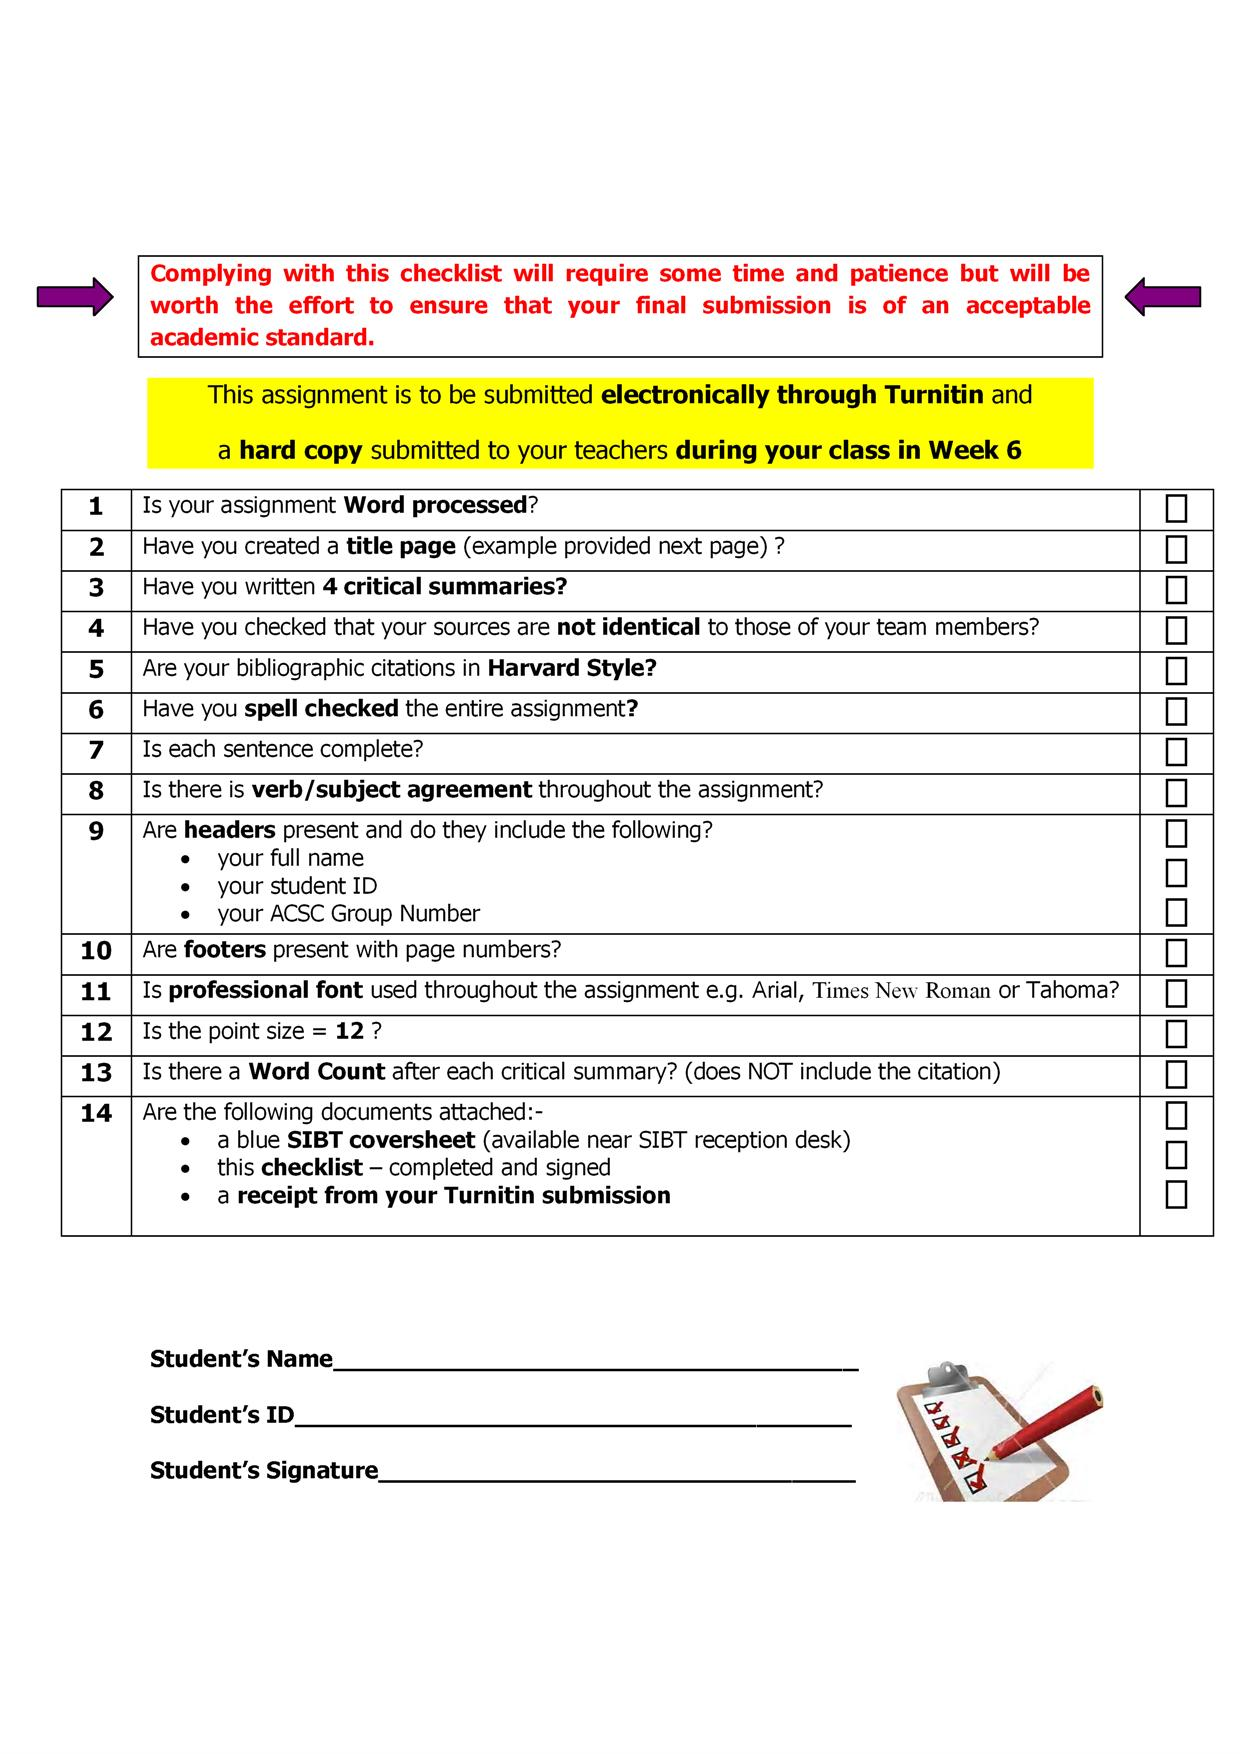 Complying with this checklist will require some time and patience but will be
worth the effort to ensure that your final submission is of an acceptable
academic standard.
This assignment is to be submitted electronically through Turnitin and
a hard copy submitted to your teachers during your class in Week 6
1 Is your assignment Word processed? ☐
2 Have you created a title page (example provided next page) ? ☐
3 Have you written 4 critical summaries? ☐
4 Have you checked that your sources are not identical to those of your team members? ☐
5 Are your bibliographic citations in Harvard Style? ☐
6 Have you spell checked the entire assignment? ☐
7 Is each sentence complete? ☐
8 Is there is verb/subject agreement throughout the assignment? ☐
9 Are headers present and do they include the following? ☐
• your full name ☐
• your student ID
• your ACSC Group Number ☐
10 Are footers present with page numbers? ☐
11 Is professional font used throughout the assignment e.g. Arial, Times New Roman or Tahoma? ☐
12 Is the point size = 12 ? ☐
13 Is there a Word Count after each critical summary? (does NOT include the citation) ☐
14 Are the following documents attached:- ☐
• a blue SIBT coversheet (available near SIBT reception desk) ☐
• this checklist – completed and signed
• a receipt from your Turnitin submission ☐
Student’s Name______________________________________
Student’s ID________________________________________
Student’s Signature__________________________________